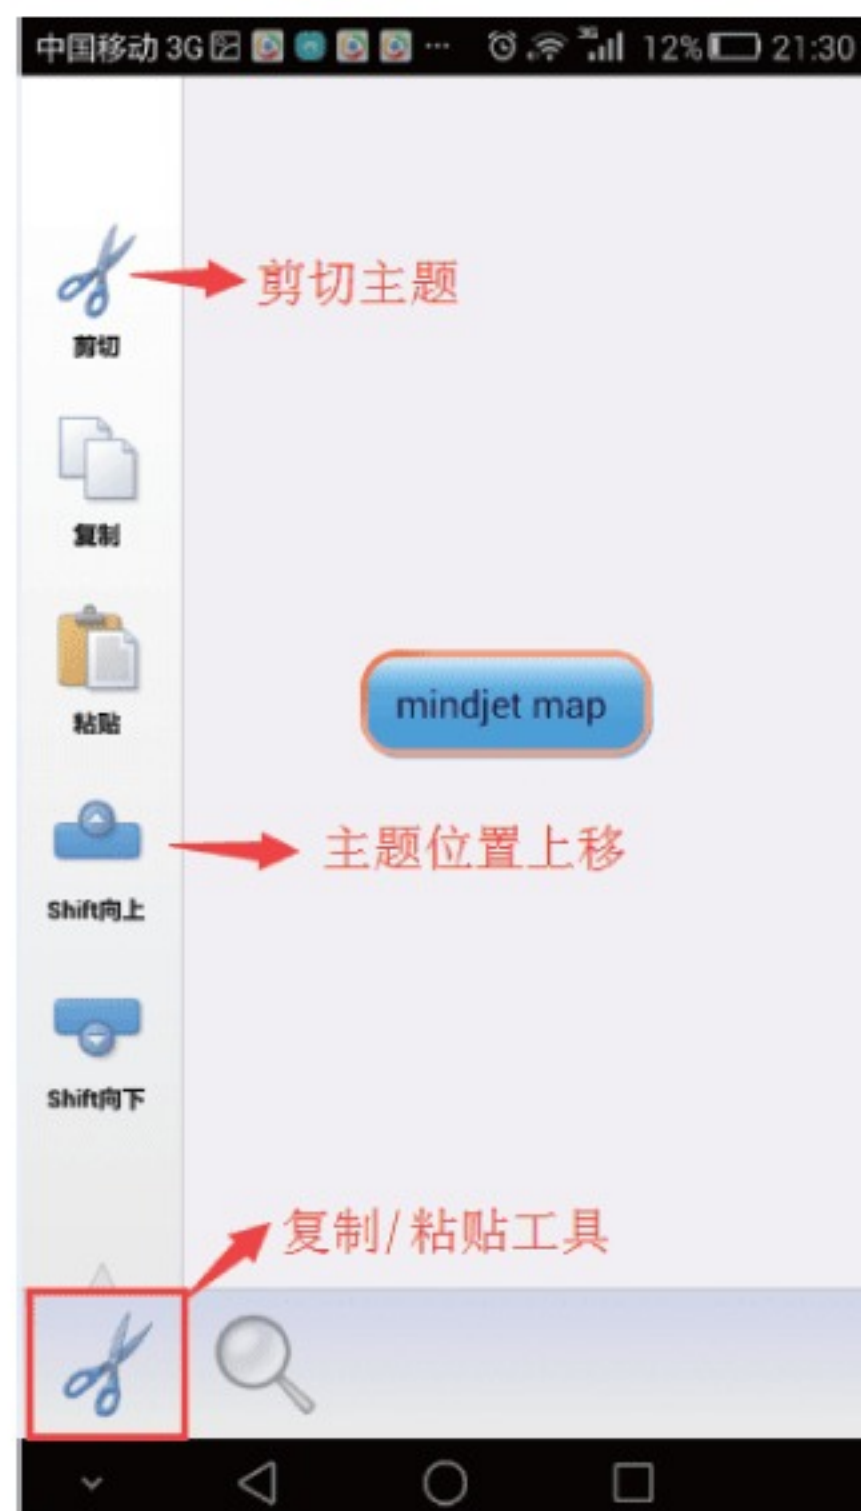 中国移动 3G ... 3G 12% 21:30
剪切主题
剪切
复制
粘贴
mindjet map
主题位置上移
Shift向上
Shift向下
复制/粘贴工具